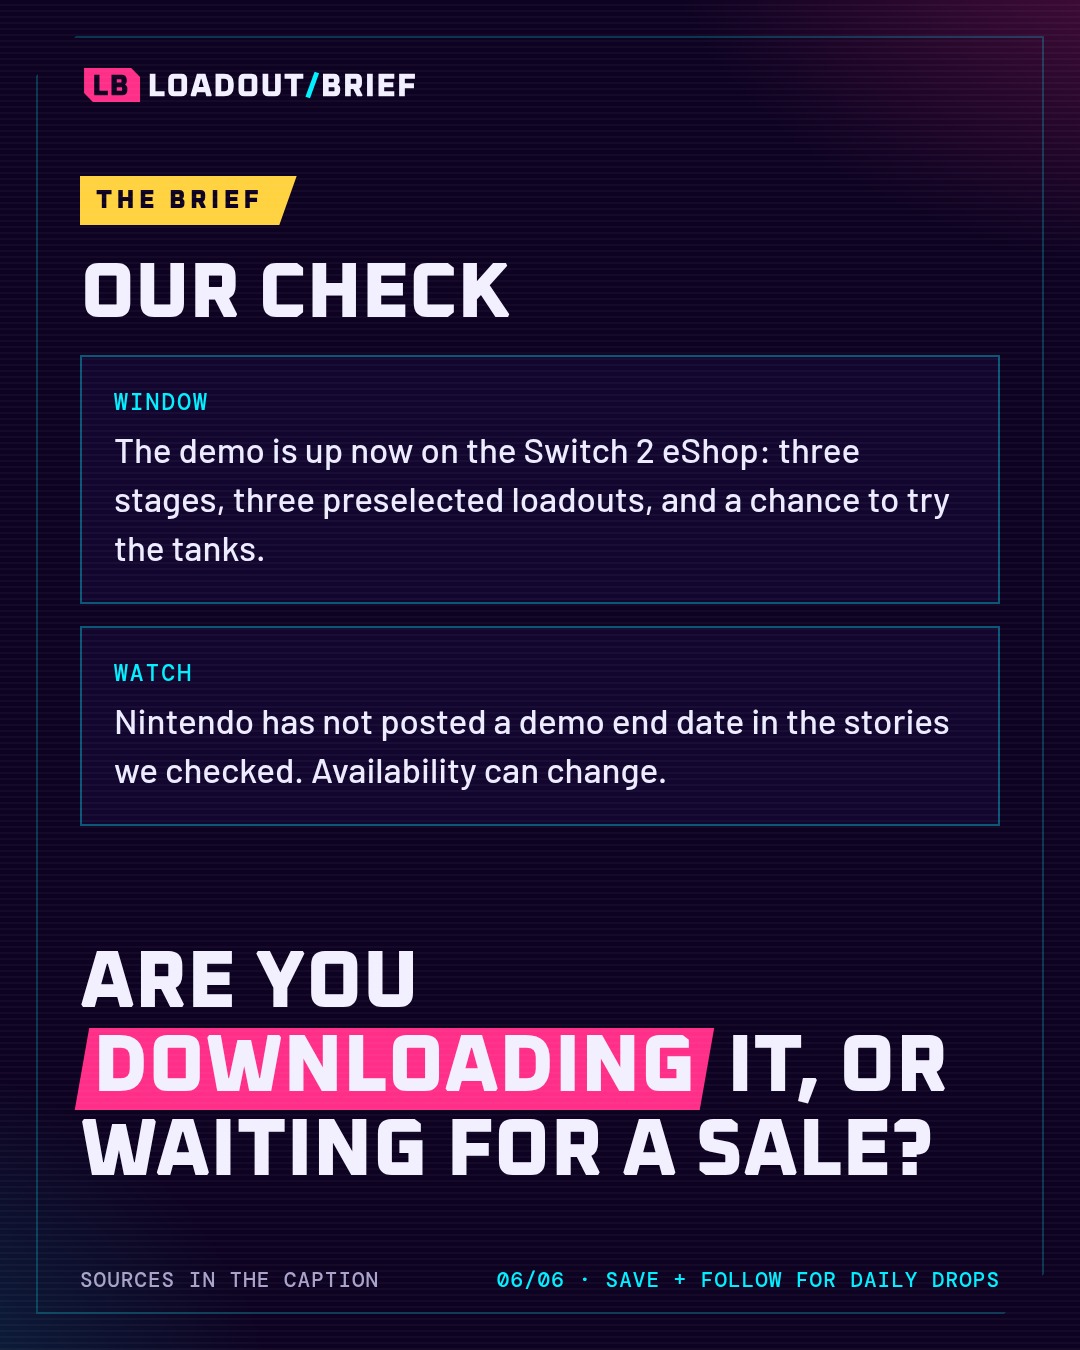 LB LOADOUT/BRIEF
THE BRIEF
OUR CHECK
WINDOW
The demo is up now on the Switch 2 eShop: three
stages, three preselected loadouts, and a chance to try
the tanks.
WATCH
Nintendo has not posted a demo end date in the stories
we checked. Availability can change.
ARE YOU
DOWNLOADING IT, OR
WAITING FOR A SALE?
SOURCES IN THE CAPTION
06/06 · SAVE + FOLLOW FOR DAILY DROPS